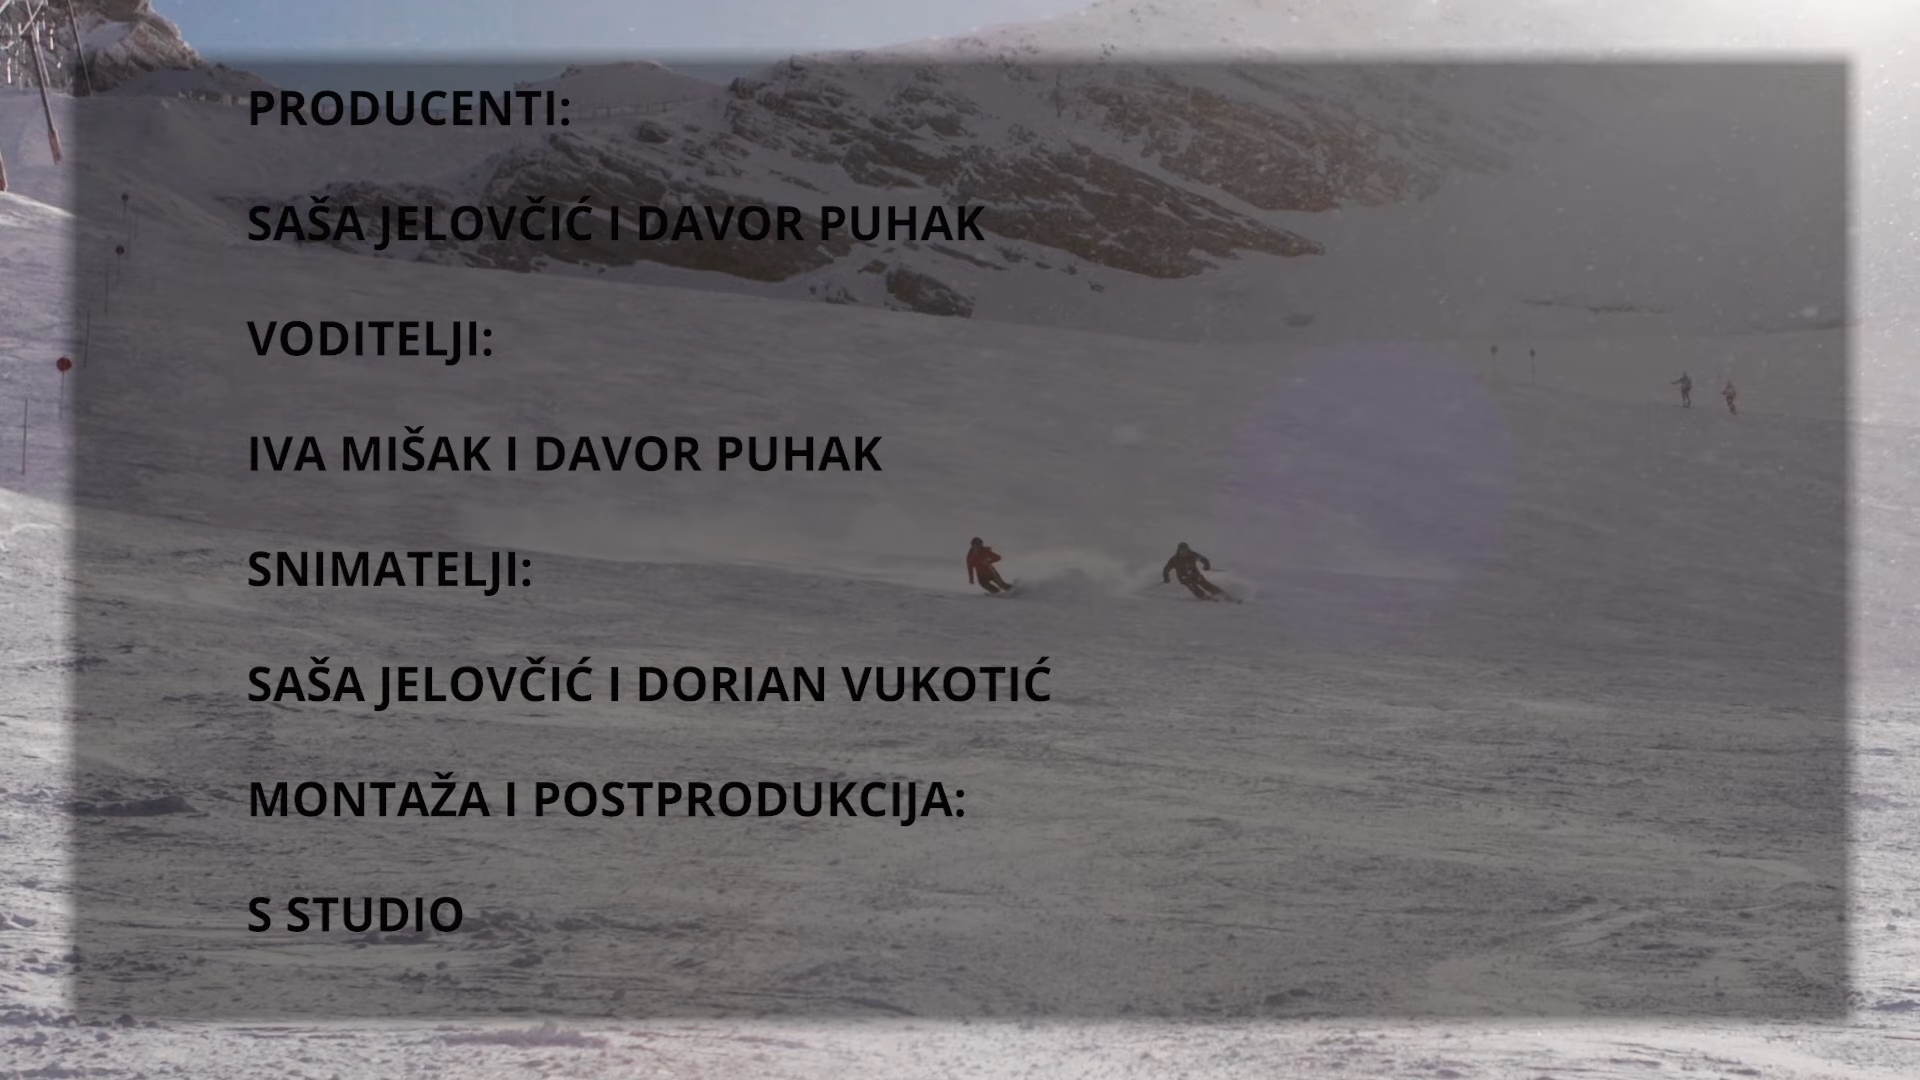 PRODUCENTI:
SAŠA JELOVČIĆ I DAVOR PUHAK
VODITELJI:
IVA MIŠAK I DAVOR PUHAK
SNIMATELJI:
SAŠA JELOVČIĆ I DORIAN VUKOTIĆ
MONTAŽA I POSTPRODUKCIJA:
S STUDIO